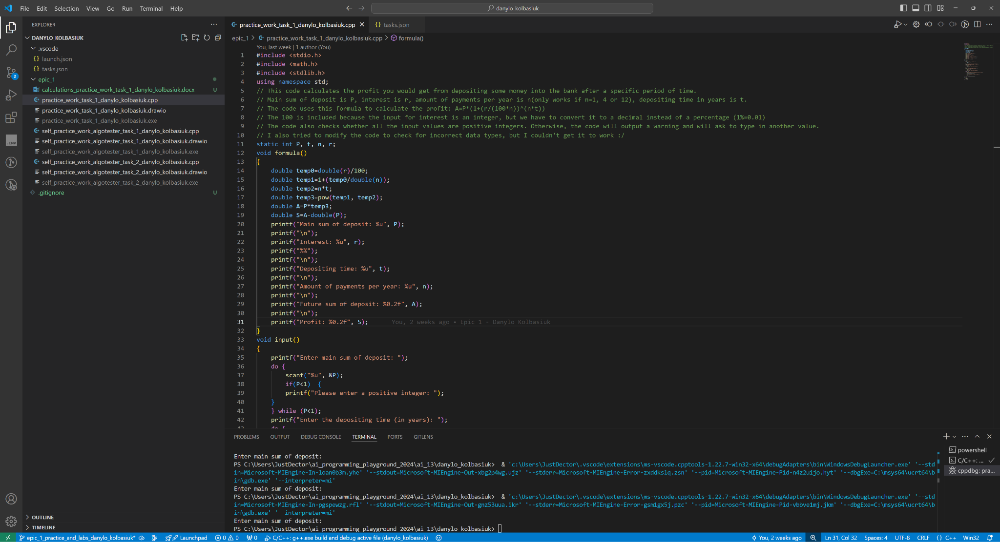 File Edit Selection View Go Run Terminal Help
danylo_kolbasiuk
EXPLORER
DANYLO KOLBASIUK
.vscode
{} launch.json
{} tasks.json
epic_1
calculations_practice_work_task_1_danylo_kolbasiuk.docx U
practice_work_task_1_danylo_kolbasiuk.cpp
practice_work_task_1_danylo_kolbasiuk.drawio
practice_work_task_1_danylo_kolbasiuk.exe
self_practice_work_algotester_task_1_danylo_kolbasiuk.cpp
self_practice_work_algotester_task_1_danylo_kolbasiuk.drawio
self_practice_work_algotester_task_1_danylo_kolbasiuk.exe
self_practice_work_algotester_task_2_danylo_kolbasiuk.cpp
self_practice_work_algotester_task_2_danylo_kolbasiuk.drawio
self_practice_work_algotester_task_2_danylo_kolbasiuk.exe
.gitignore U
2
.ENV
OUTLINE
TIMELINE
practice_work_task_1_danylo_kolbasiuk.cpp {} tasks.json
epic_1 > practice_work_task_1_danylo_kolbasiuk.cpp > formula()
You, last week | 1 author (You)
1 #include <stdio.h>
2 #include <math.h>
3 #include <stdlib.h>
4 using namespace std;
5 // This code calculates the profit you would get from depositing some money into the bank after a specific period of time.
6 // Main sum of deposit is P, interest is r, amount of payments per year is n(only works if n=1, 4 or 12), depositing time in years is t.
7 // The code uses this formula to calculate the profit: A=P*(1+(r/(100*n))^(n*t))
8 // The 100 is included because the input for interest is an integer, but we have to convert it to a decimal instead of a percentage (1%=0.01)
9 // The code also checks whether all the input values are positive integers. Otherwise, the code will output a warning and will ask to type in another value.
10 // I also tried to modify the code to check for incorrect data types, but I couldn't get it to work :/
11 static int P, t, n, r;
12 void formula()
13 {
14 double temp0=double(r)/100;
15 double temp1=1+(temp0/double(n));
16 double temp2=n*t;
17 double temp3=pow(temp1, temp2);
18 double A=P*temp3;
19 double S=A-double(P);
20 printf("Main sum of deposit: %u", P);
21 printf("\n");
22 printf("Interest: %u", r);
23 printf("%%");
24 printf("\n");
25 printf("Depositing time: %u", t);
26 printf("\n");
27 printf("Amount of payments per year: %u", n);
28 printf("\n");
29 printf("Future sum of deposit: %0.2f", A);
30 printf("\n");
31 printf("Profit: %0.2f", S); You, 2 weeks ago • Epic 1 - Danylo Kolbasiuk
32 }
33 void input()
34 {
35 printf("Enter main sum of deposit: ");
36 do {
37 scanf("%u", &P);
38 if(P<1) {
39 printf("Please enter a positive integer: ");
40 }
41 } while (P<1);
42 printf("Enter the depositing time (in years): ");
43 do {
PROBLEMS OUTPUT DEBUG CONSOLE TERMINAL PORTS GITLENS
Enter main sum of deposit:
PS C:\Users\JustDector\ai_programming_playground_2024\ai_13\danylo_kolbasiuk> & 'c:\Users\JustDector\.vscode\extensions\ms-vscode.cpptools-1.22.7-win32-x64\debugAdapters\bin\WindowsDebugLauncher.exe' '--std
in=Microsoft-MIEngine-In-loan0b3m.yhe' '--stdout=Microsoft-MIEngine-Out-xbg2p4wg.ujz' '--stderr=Microsoft-MIEngine-Error-zxddkslq.zsn' '--pid=Microsoft-MIEngine-Pid-n4z2uijo.hyt' '--dbgExe=C:\msys64\ucrt64\b
in\gdb.exe' '--interpreter=mi'
Enter main sum of deposit:
PS C:\Users\JustDector\ai_programming_playground_2024\ai_13\danylo_kolbasiuk> & 'c:\Users\JustDector\.vscode\extensions\ms-vscode.cpptools-1.22.7-win32-x64\debugAdapters\bin\WindowsDebugLauncher.exe' '--std
in=Microsoft-MIEngine-In-pgspewzg.rfl' '--stdout=Microsoft-MIEngine-Out-gnz53uua.ikr' '--stderr=Microsoft-MIEngine-Error-gsm1gx5j.pzc' '--pid=Microsoft-MIEngine-Pid-vbbve1mj.jkm' '--dbgExe=C:\msys64\ucrt64\b
in\gdb.exe' '--interpreter=mi'
Enter main sum of deposit:
PS C:\Users\JustDector\ai_programming_playground_2024\ai_13\danylo_kolbasiuk>
powershell
C/C++: ...
cppdbg: pra...
epic_1_practice_and_labs_danylo_kolbasiuk* Launchpad 0 0 0 C/C++: g++.exe build and debug active file (danylo_kolbasiuk) You, 2 weeks ago Ln 31, Col 32 Spaces: 4 UTF-8 CRLF {} C++ Win32